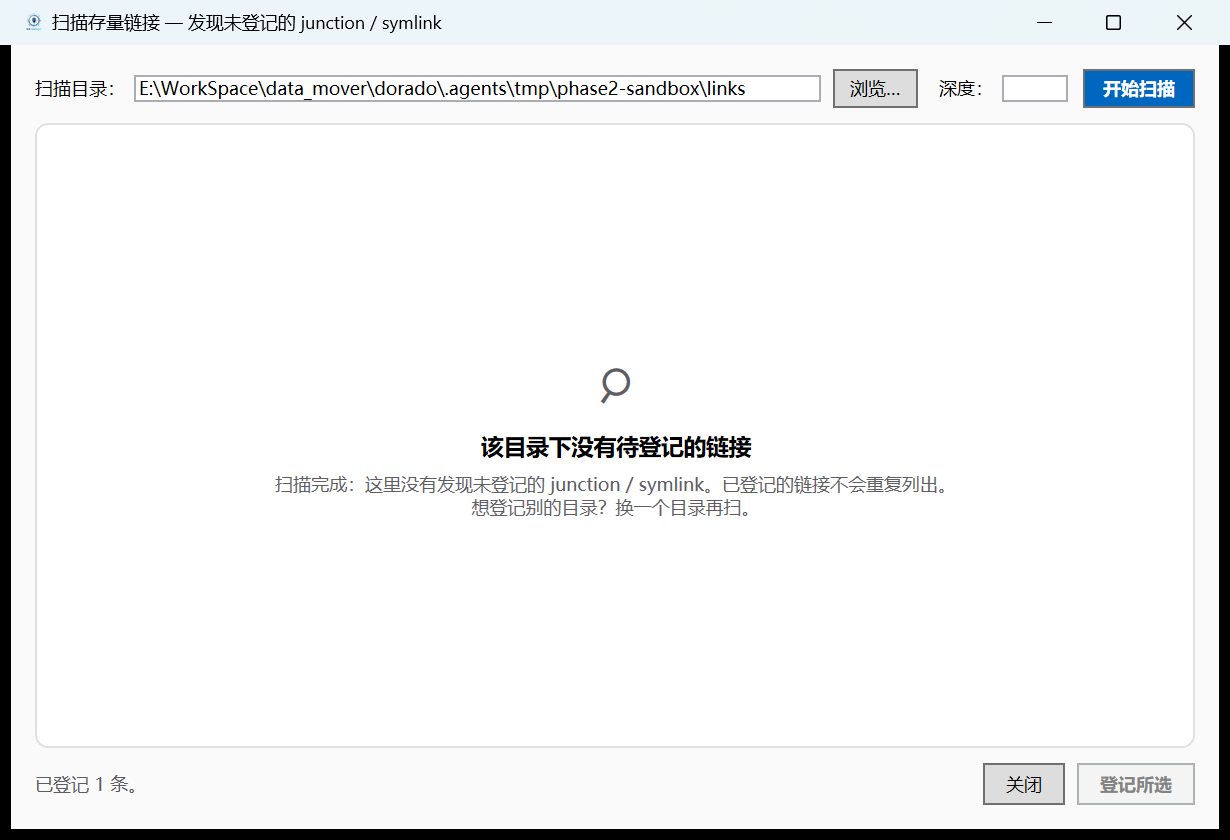 扫描存量链接 — 发现未登记的 junction / symlink
扫描目录： E:\WorkSpace\data_mover\dorado\.agents\tmp\phase2-sandbox\links 浏览... 深度： 开始扫描
该目录下没有待登记的链接
扫描完成：这里没有发现未登记的 junction / symlink。已登记的链接不会重复列出。
想登记别的目录？换一个目录再扫。
已登记 1 条。 关闭 登记所选